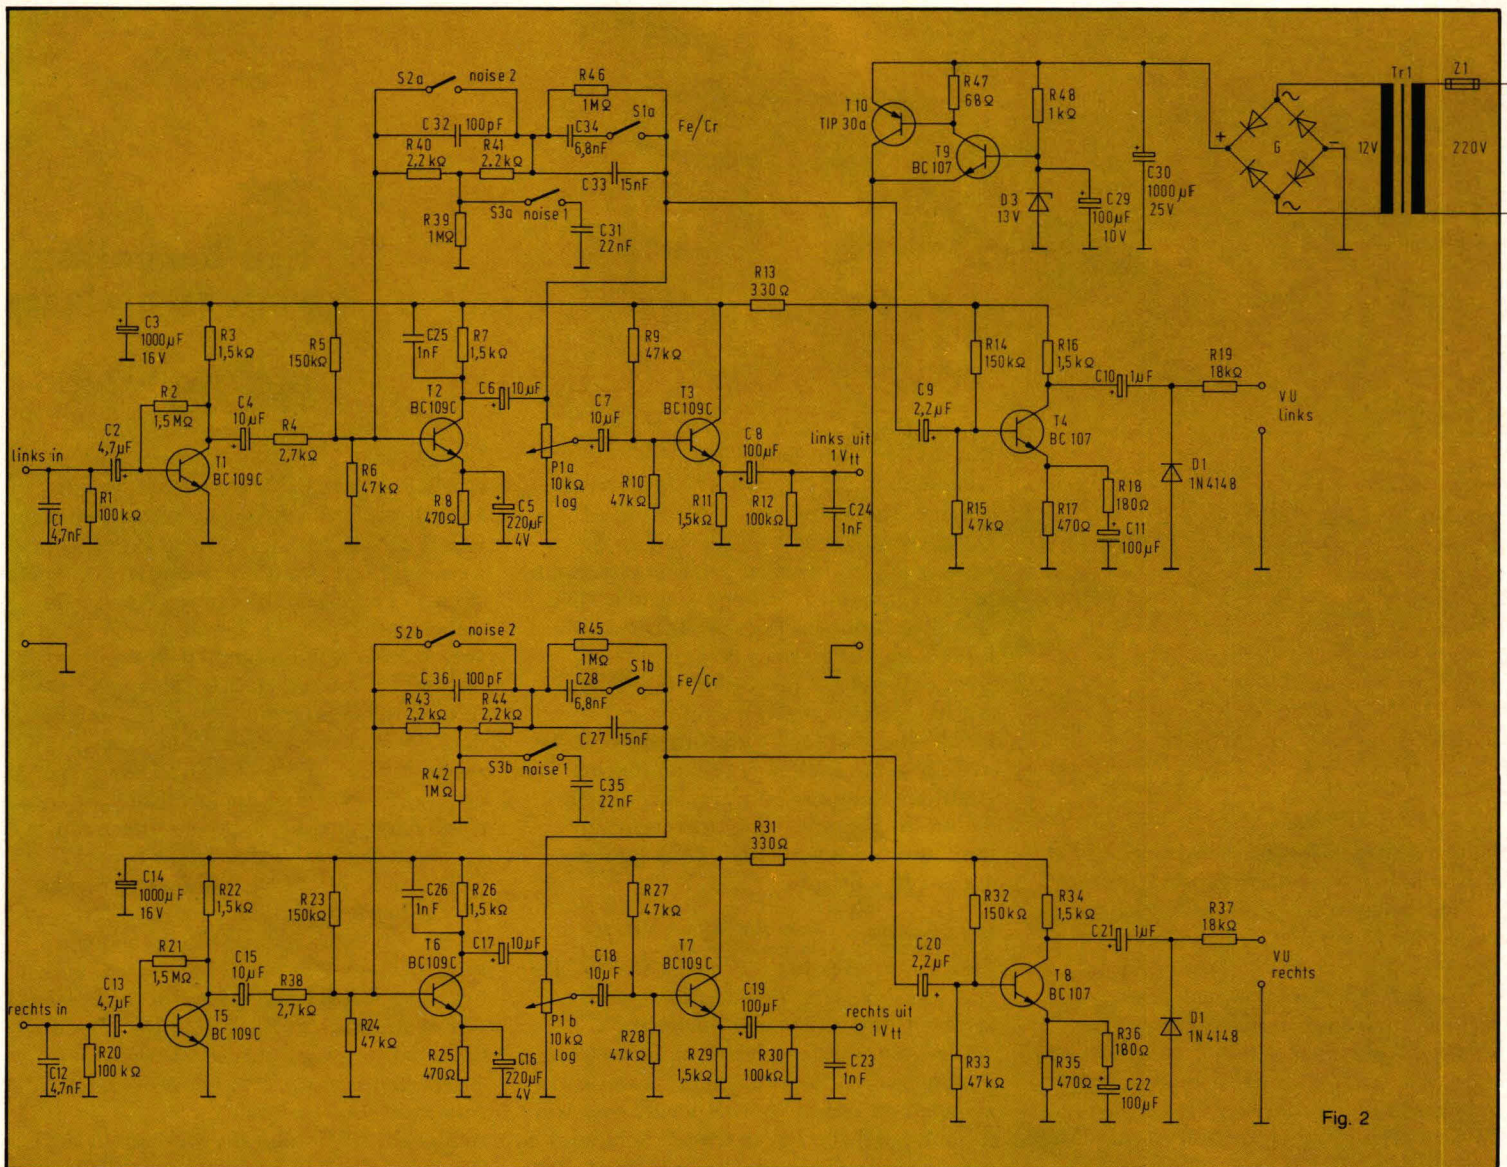 S2a noise 2
R46
1MΩ
S1a
C32 100pF
C34
6,8nF
Fe/Cr
R40
2,2kΩ
R41
2,2kΩ
C33 15nF
S3a noise 1
R39
1MΩ
C31
22nF
T10
TIP 30a
R47
68Ω
R48
1kΩ
T9
BC 107
D3
13V
C29
100µF
10V
C30
1000µF
25V
+
G
−
~
~
Tr1
12V
Z1
220V
C3
1000µF
16V
R3
1,5kΩ
R5
150kΩ
C25
1nF
R7
1,5kΩ
R9
47kΩ
R13
330Ω
R2
1,5MΩ
C4
10µF
R4
2,7kΩ
T2
BC109C
C6 10µF
C7
10µF
T3
BC109C
links in
C2
4,7µF
T1
BC109C
R6
47kΩ
R8
470Ω
C5
220µF
4V
P1a
10kΩ
log
R10
47kΩ
R11
1,5kΩ
C8
100µF
R12
100kΩ
links uit
1Vtt
C24
1nF
C1
4,7nF
R1
100kΩ
R14
150kΩ
R16
1,5kΩ
C9
2,2µF
C10 1µF
R19
18kΩ
VU
links
T4
BC 107
D1
1N4148
R15
47kΩ
R17
470Ω
R18
180Ω
C11
100µF
S2b noise 2
R45
1MΩ
S1b
C36 100pF
C28
6,8nF
Fe/Cr
R43
2,2kΩ
R44
2,2kΩ
C27 15nF
S3b noise 1
R42
1MΩ
C35
22nF
C14
1000µF
16V
R22
1,5kΩ
R23
150kΩ
C26
1nF
R26
1,5kΩ
R27
47kΩ
R31
330Ω
R21
1,5MΩ
C15
10µF
R38
2,7kΩ
T6
BC109C
C17 10µF
C18
10µF
T7
BC109C
rechts in
C13
4,7µF
T5
BC109C
R24
47kΩ
R25
470Ω
C16
220µF
4V
P1b
10kΩ
log
R28
47kΩ
R29
1,5kΩ
C19
100µF
R30
100kΩ
rechts uit
1Vtt
C23
1nF
C12
4,7nF
R20
100kΩ
R32
150kΩ
R34
1,5kΩ
C20
2,2µF
C21 1µF
R37
18kΩ
VU
rechts
T8
BC107
D1
1N4148
R33
47kΩ
R35
470Ω
R36
180Ω
C22
100µF
Fig. 2